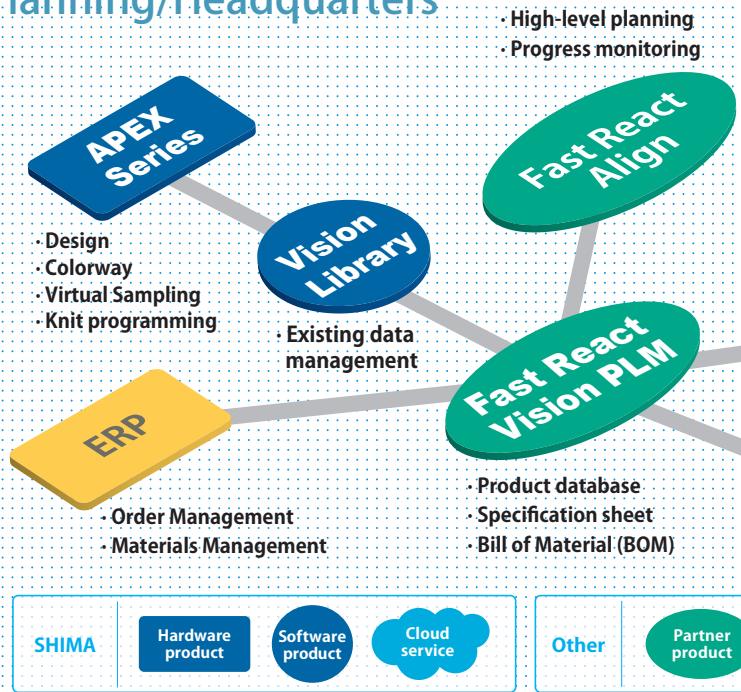 anning/Headquarters
· High-level planning
· Progress monitoring
APEX
Series
Fast React
Align
· Design
· Colorway
· Virtual Sampling
· Knit programming
Vision
Library
· Existing data
management
Fast React
Vision PLM
ERP
· Order Management
· Materials Management
· Product database
· Specification sheet
· Bill of Material (BOM)
SHIMA
Hardware
product
Software
product
Cloud
service
Other
Partner
product